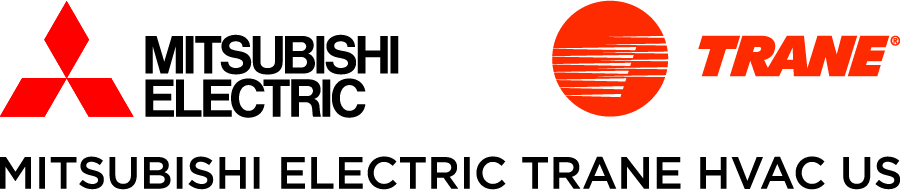 MITSUBISHI
ELECTRIC
TRANE®
MITSUBISHI ELECTRIC TRANE HVAC US